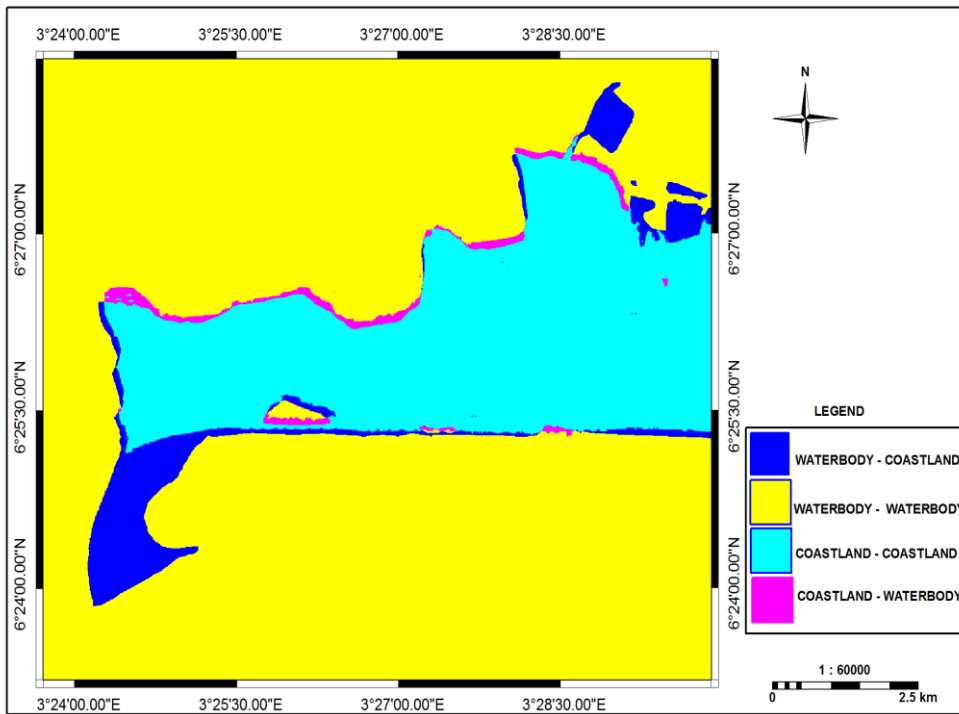 3°24'00.00"E 3°25'30.00"E 3°27'00.00"E 3°28'30.00"E
N
6°27'00.00"N
6°27'00.00"N
6°25'30.00"N
6°25'30.00"N
6°24'00.00"N
6°24'00.00"N
LEGEND
WATERBODY - COASTLAND
WATERBODY - WATERBODY
COASTLAND - COASTLAND
COASTLAND - WATERBODY
1 : 60000
0 2.5 km
3°24'00.00"E 3°25'30.00"E 3°27'00.00"E 3°28'30.00"E